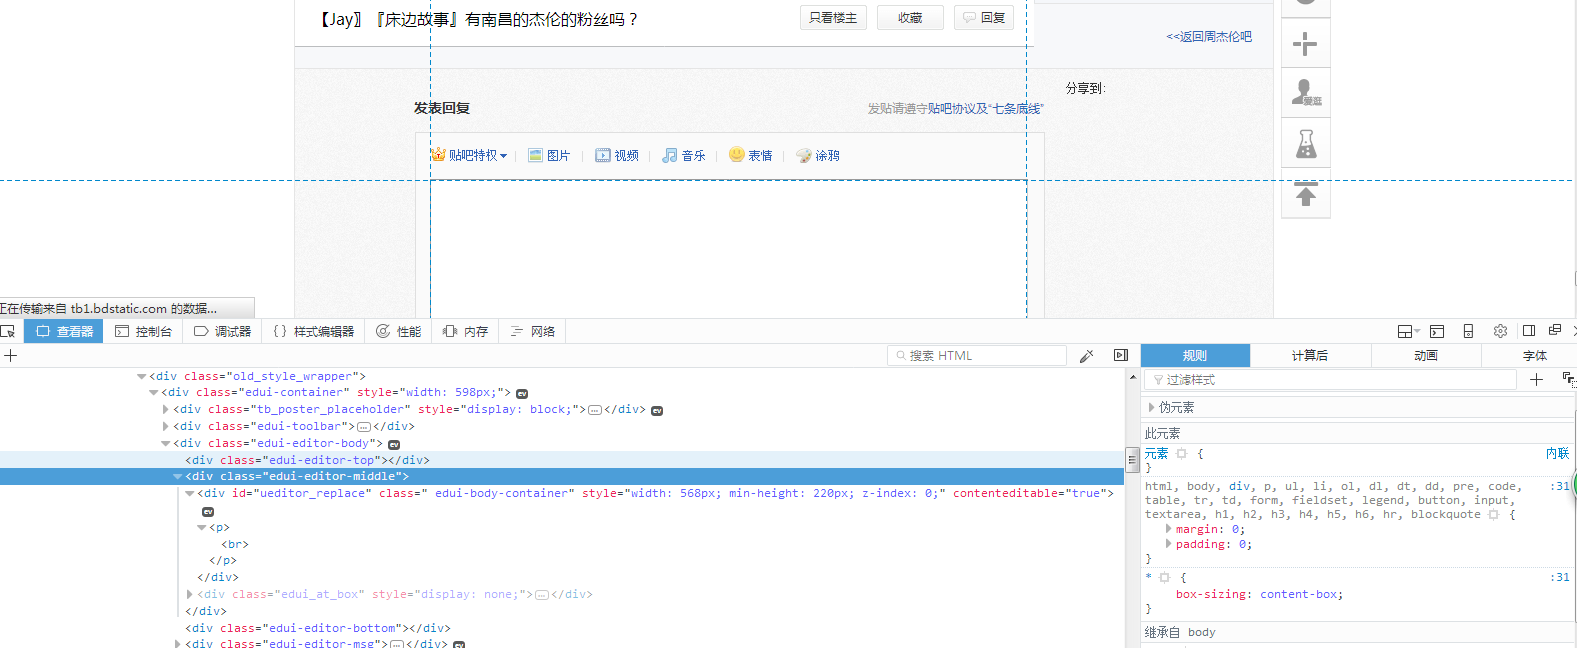 【Jay】『床边故事』有南昌的杰伦的粉丝吗？
只看楼主
收藏
回复
<<返回周杰伦吧
爱逛
分享到:
发表回复
发贴请遵守贴吧协议及“七条底线”
贴吧特权
图片
视频
音乐
表情
涂鸦
正在传输来自 tb1.bdstatic.com 的数据...
查看器
控制台
调试器
{} 样式编辑器
性能
内存
网络
搜索 HTML
规则
计算后
动画
字体
过滤样式
<div class="old_style_wrapper">
<div class="edui-container" style="width: 598px;"> ev
<div class="tb_poster_placeholder" style="display: block;">…</div> ev
<div class="edui-toolbar">…</div>
<div class="edui-editor-body"> ev
<div class="edui-editor-top"></div>
<div class="edui-editor-middle">
<div id="ueditor_replace" class=" edui-body-container" style="width: 568px; min-height: 220px; z-index: 0;" contenteditable="true">
ev
<p>
<br>
</p>
</div>
<div class="edui_at_box" style="display: none;">…</div>
</div>
<div class="edui-editor-bottom"></div>
<div class="edui-editor-msg">…</div> ev
伪元素
此元素
元素 {
内联
}
html, body, div, p, ul, li, ol, dl, dt, dd, pre, code, :31
table, tr, td, form, fieldset, legend, button, input,
textarea, h1, h2, h3, h4, h5, h6, hr, blockquote {
margin: 0;
padding: 0;
}
* { :31
box-sizing: content-box;
}
继承自 body